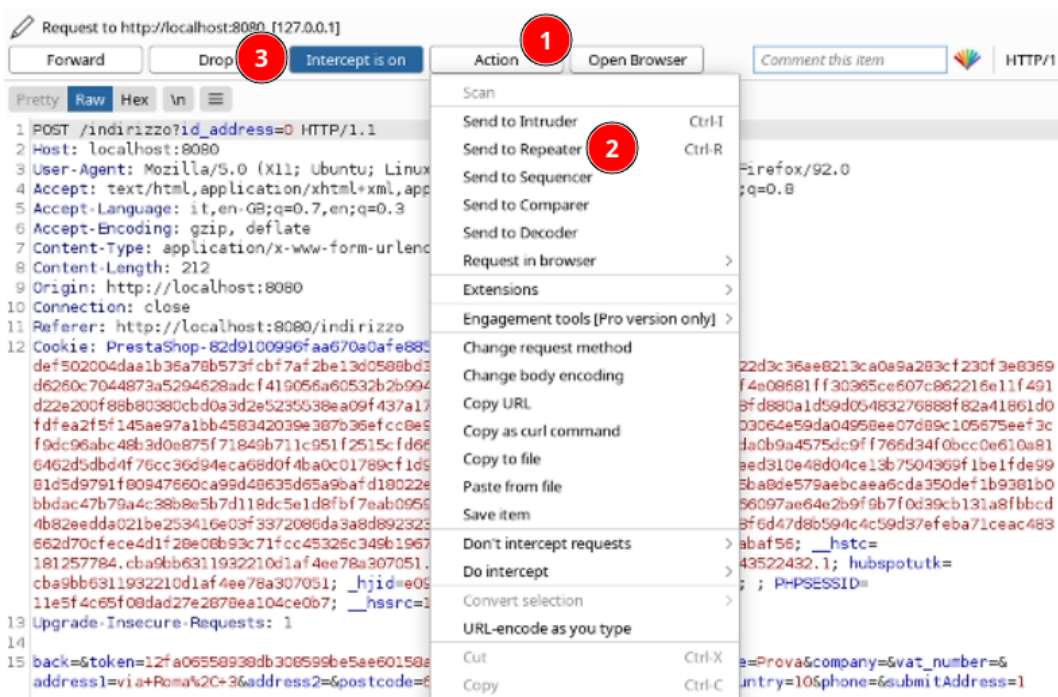 Request to http://localhost:8080 [127.0.0.1]
Forward Drop 3 Intercept is on Action 1 Open Browser Comment this item HTTP/1
Pretty Raw Hex \n
1 POST /indirizzo?id_address=0 HTTP/1.1
2 Host: localhost:8080
3 User-Agent: Mozilla/5.0 (X11; Ubuntu; Linux
4 Accept: text/html,application/xhtml+xml,app
5 Accept-Language: it,en-GB;q=0.7,en;q=0.3
6 Accept-Encoding: gzip, deflate
7 Content-Type: application/x-www-form-urlenc
8 Content-Length: 212
9 Origin: http://localhost:8080
10 Connection: close
11 Referer: http://localhost:8080/indirizzo
12 Cookie: PrestaShop-82d9100996faa670a0afe885
def502004daa1b36a78b573fcbf7af2be13d0588bd3
d6260c7044873a5294628adcf419056a60532b2b994
d22e200f88b80380cbd0a3d2e5235538ea09f437a17
fdfea2f5f145ae97a1bb458342039e387b36efcc8e9
f9dc96abc48b3d0e875f71849b711c951f2515cfd66
6462d5dbd4f76cc36d94eca68d0f4ba0c01789cf1d9
81d5d9791f80947660ca99d48635d65a9bafd18022e
bbdac47b79a4c38b8e5b7d118dc5e1d8fbf7eab0959
4b82eedda021be253416e03f3372086da3a8d892323
662d70cfece4d1f28e08b93c71fcc45326c349b1967
181257784.cba9bb6311932210d1af4ee78a307051.
cba9bb6311932210d1af4ee78a307051; _hjid=e09
11e5f4c65f08dad27e2878ea104ce0b7; __hssrc=1
13 Upgrade-Insecure-Requests: 1
14
15 back=&token=12fa06558938db308599be5ae60158a
address1=via+Roma%2C+3&address2=&postcode=6
Scan
Send to Intruder Ctrl-I
Send to Repeater 2 Ctrl-R
Send to Sequencer
Send to Comparer
Send to Decoder
Request in browser >
Extensions >
Engagement tools [Pro version only] >
Change request method
Change body encoding
Copy URL
Copy as curl command
Copy to file
Paste from file
Save item
Don't intercept requests >
Do intercept >
Convert selection >
URL-encode as you type
Cut Ctrl-X
Copy Ctrl-C
Firefox/92.0
;q=0.8
22d3c36ae8213ca0a9a283cf230f3e8369
f4e08681ff30365ce607c862216e11f491
8fd880a1d59d05483276888f82a41861d0
03064e59da04958ee07d89c105675eef3c
da0b9a4575dc9ff766d34f0bcc0e610a81
eed310e48d04ce13b7504369f1be1fde99
5ba8de579aebcaea6cda350def1b9381b0
56097ae64e2b9f9b7f0d39cb131a8fbbcd
8f6d47d8b594c4c59d37efeba71ceac483
abaf56; __hstc=
43522432.1; hubspotutk=
; ; PHPSESSID=
e=Prova&company=&vat_number=&
untry=10&phone=&submitAddress=1